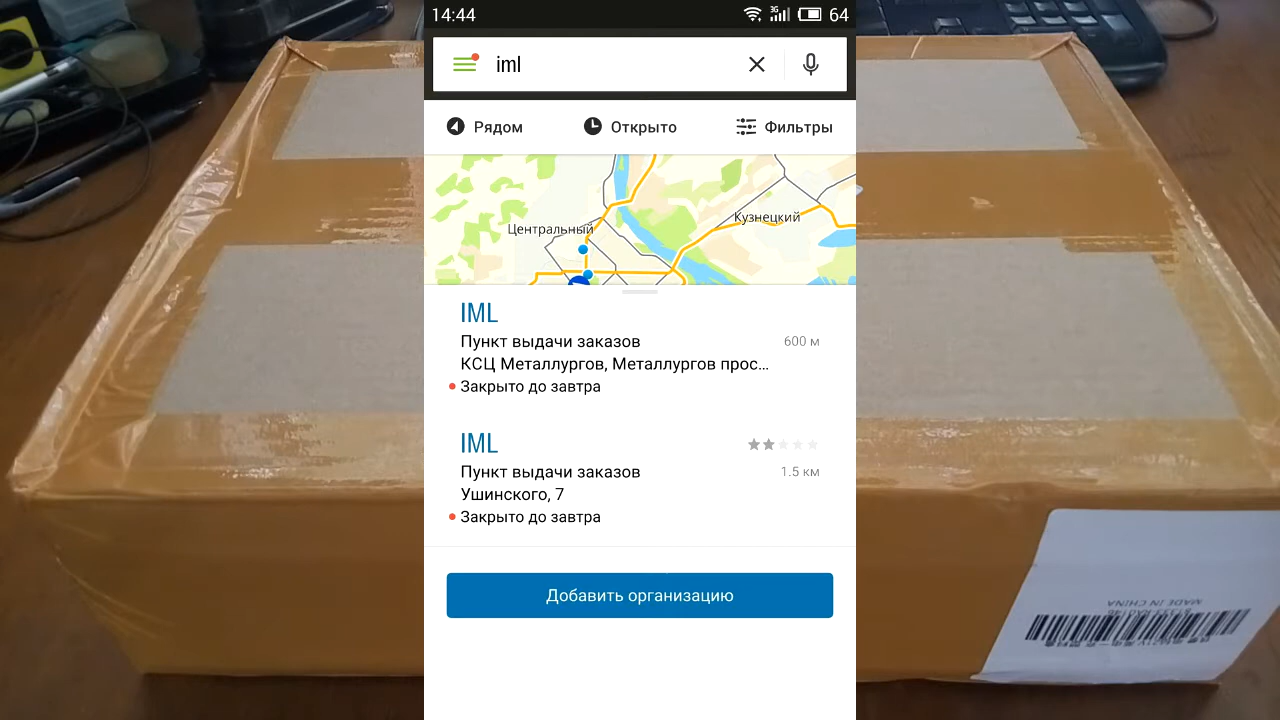 14:44
3G
64
iml
Рядом
Открыто
Фильтры
Центральный
Кузнецкий
IML
Пункт выдачи заказов
600 м
КСЦ Металлургов, Металлургов прос...
Закрыто до завтра
IML
Пункт выдачи заказов
1.5 км
Ушинского, 7
Закрыто до завтра
Добавить организацию
MADE IN CHINA